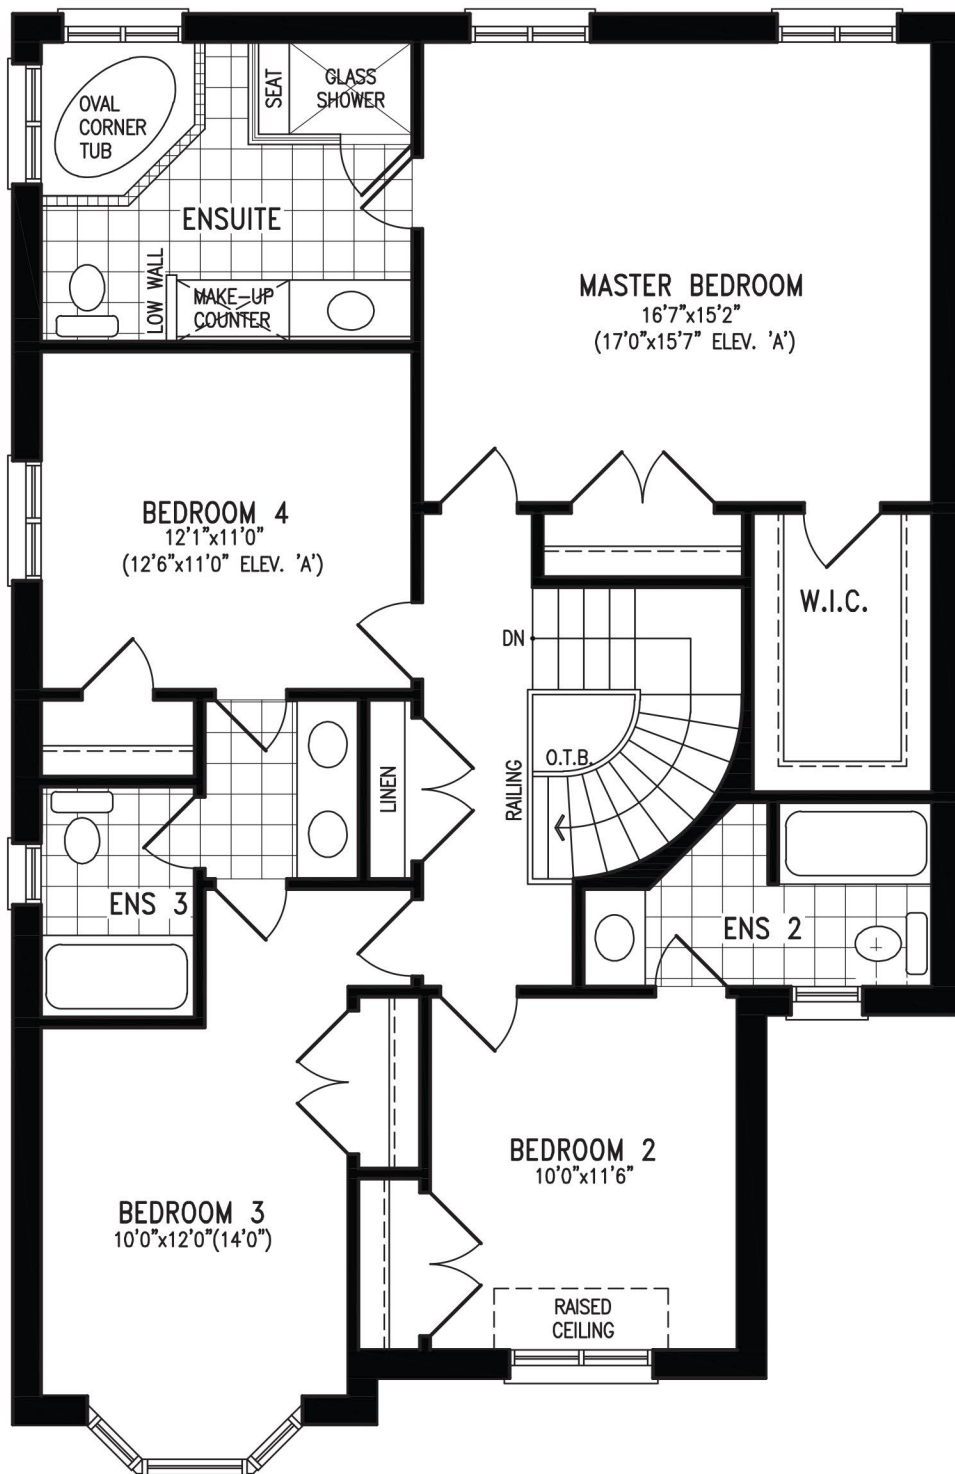 OVAL
CORNER
TUB
SEAT
GLASS
SHOWER
ENSUITE
LOW WALL
MAKE-UP
COUNTER
MASTER BEDROOM
16'7"x15'2"
(17'0"x15'7" ELEV. 'A')
BEDROOM 4
12'1"x11'0"
(12'6"x11'0" ELEV. 'A')
W.I.C.
DN
O.T.B.
RAILING
LINEN
ENS 3
ENS 2
BEDROOM 2
10'0"x11'6"
BEDROOM 3
10'0"x12'0"(14'0")
RAISED
CEILING